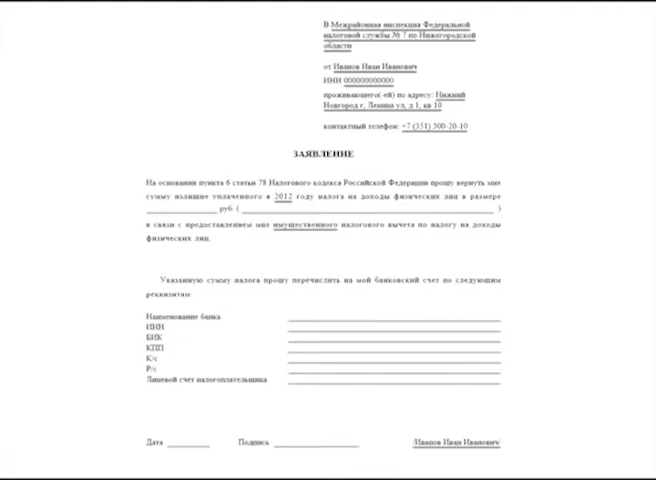 В Межрайонная инспекция Федеральной
налоговой службы № 7 по Нижегородской
области
от Иванов Иван Иванович
ИНН 000000000000
проживающего(-ей) по адресу: Нижний
Новгород г, Ленина ул, д 1, кв 10
контактный телефон: +7 (351) 300-20-10
ЗАЯВЛЕНИЕ
На основании пункта 6 статьи 78 Налогового кодекса Российской Федерации прошу вернуть мне
сумму излишне уплаченного в 2012 году налога на доходы физических лиц в размере
____ руб. ( ____ )
в связи с предоставлением мне имущественного налогового вычета по налогу на доходы
физических лиц.
Указанную сумму налога прошу перечислить на мой банковский счет по следующим
реквизитам:
Наименование банка
ИНН
БИК
КПП
К/с
Р/с
Лицевой счет налогоплательщика
Дата ____ Подпись ____ /Иванов Иван Иванович/